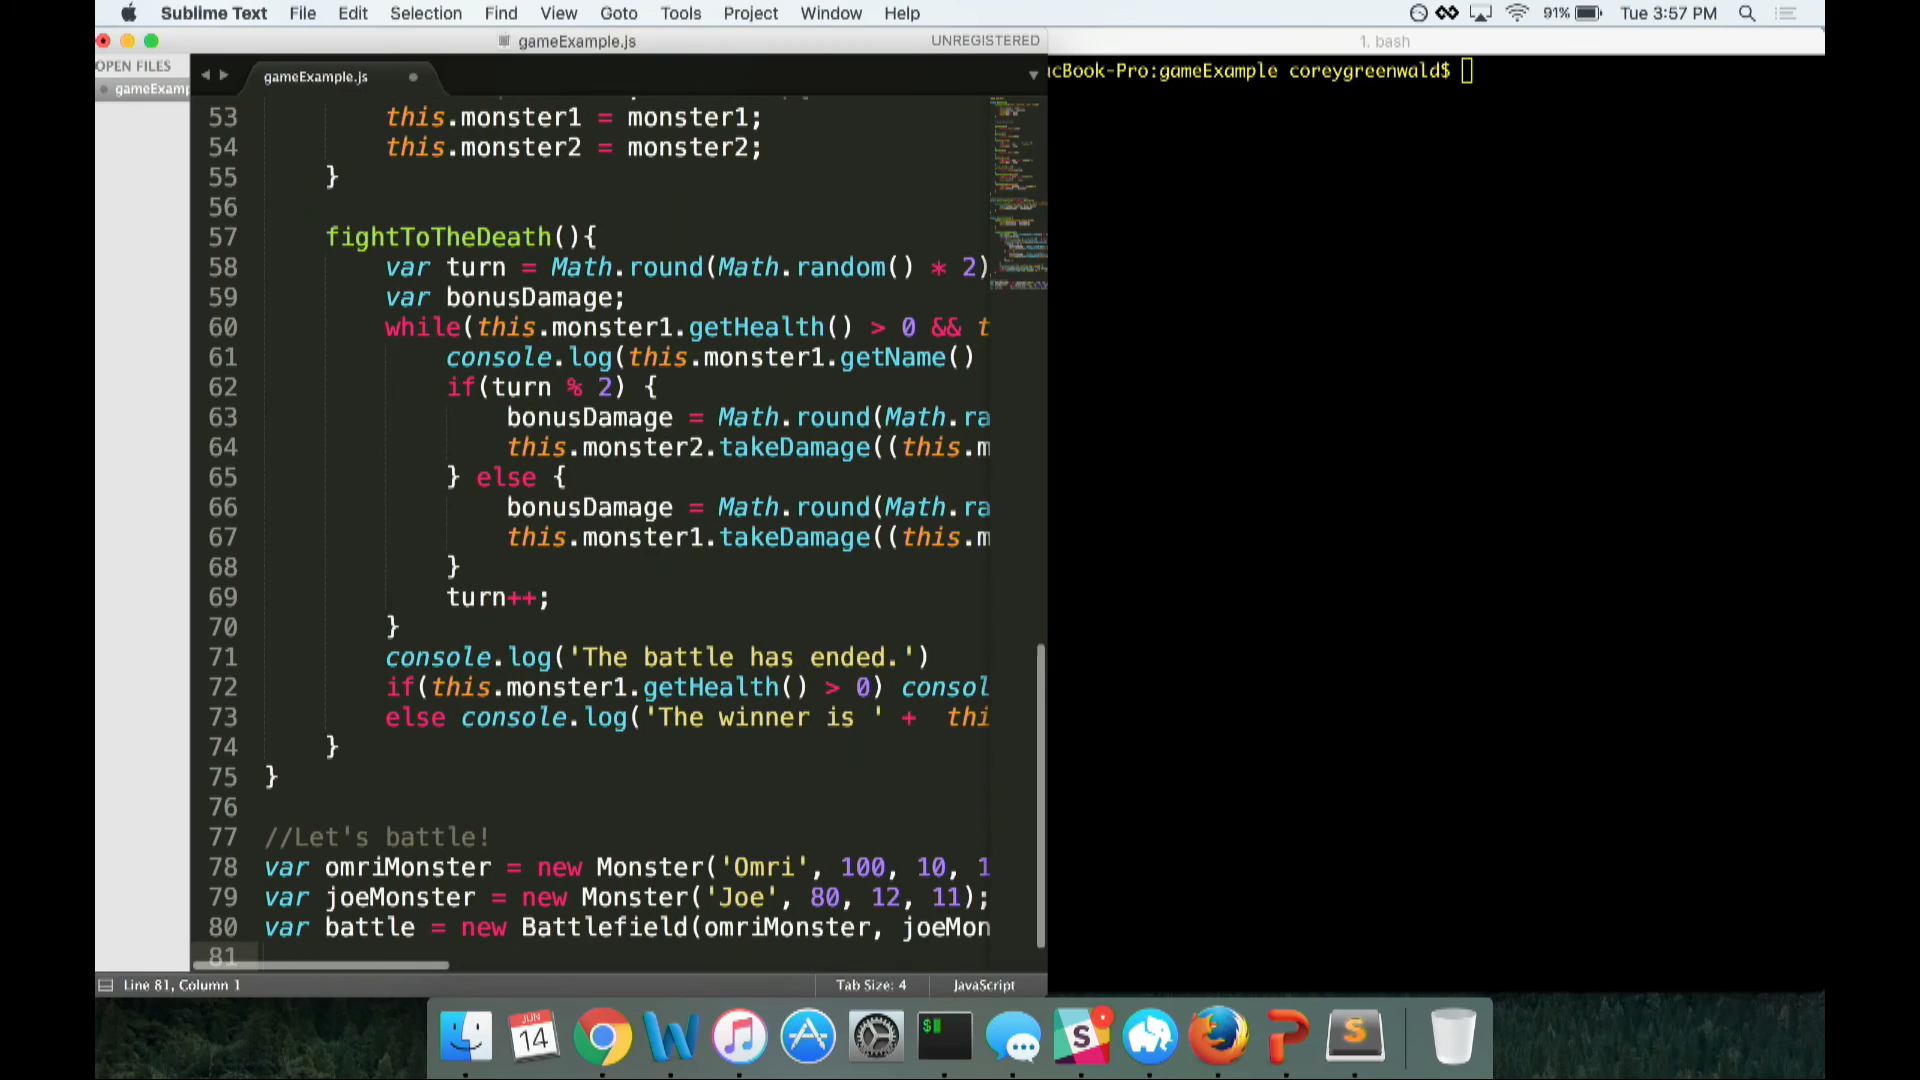 Sublime Text File Edit Selection Find View Goto Tools Project Window Help 91% Tue 3:57 PM
gameExample.js UNREGISTERED 1. bash
OPEN FILES
gameExample.js
gameExamp
cBook-Pro:gameExample coreygreenwald$
53 this.monster1 = monster1;
54 this.monster2 = monster2;
55 }
56
57 fightToTheDeath(){
58 var turn = Math.round(Math.random() * 2)
59 var bonusDamage;
60 while(this.monster1.getHealth() > 0 && t
61 console.log(this.monster1.getName()
62 if(turn % 2) {
63 bonusDamage = Math.round(Math.ra
64 this.monster2.takeDamage((this.m
65 } else {
66 bonusDamage = Math.round(Math.ra
67 this.monster1.takeDamage((this.m
68 }
69 turn++;
70 }
71 console.log('The battle has ended.')
72 if(this.monster1.getHealth() > 0) consol
73 else console.log('The winner is ' + thi
74 }
75 }
76
77 //Let's battle!
78 var omriMonster = new Monster('Omri', 100, 10, 1
79 var joeMonster = new Monster('Joe', 80, 12, 11);
80 var battle = new Battlefield(omriMonster, joeMon
81
Line 81, Column 1 Tab Size: 4 JavaScript
JUN
14